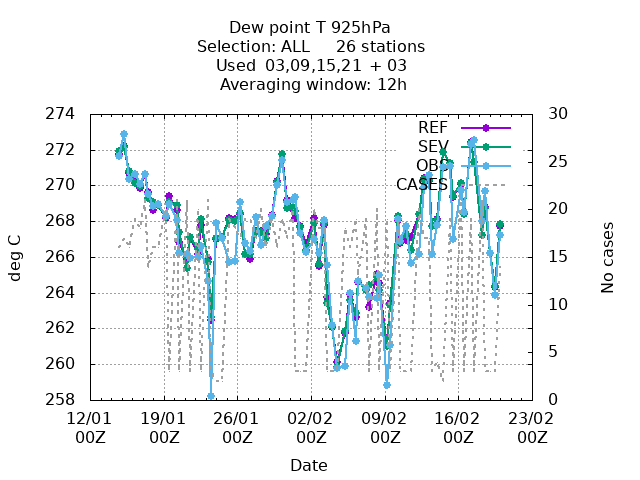 Dew point T 925hPa
Selection: ALL 26 stations
Used 03,09,15,21 + 03
Averaging window: 12h
274
272
270
268
266
264
262
260
258
deg C
30
25
20
15
10
5
0
No cases
REF
SEV
OBS
CASES
12/01 19/01 26/01 02/02 09/02 16/02 23/02
00Z 00Z 00Z 00Z 00Z 00Z 00Z
Date